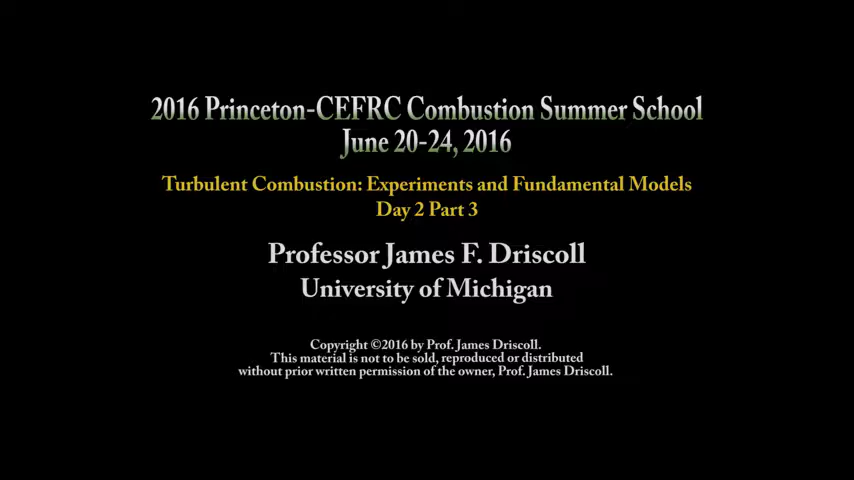 2016 Princeton-CEFRC Combustion Summer School
June 20-24, 2016
Turbulent Combustion: Experiments and Fundamental Models
Day 2 Part 3
Professor James F. Driscoll
University of Michigan
Copyright ©2016 by Prof. James Driscoll.
This material is not to be sold, reproduced or distributed
without prior written permission of the owner, Prof. James Driscoll.